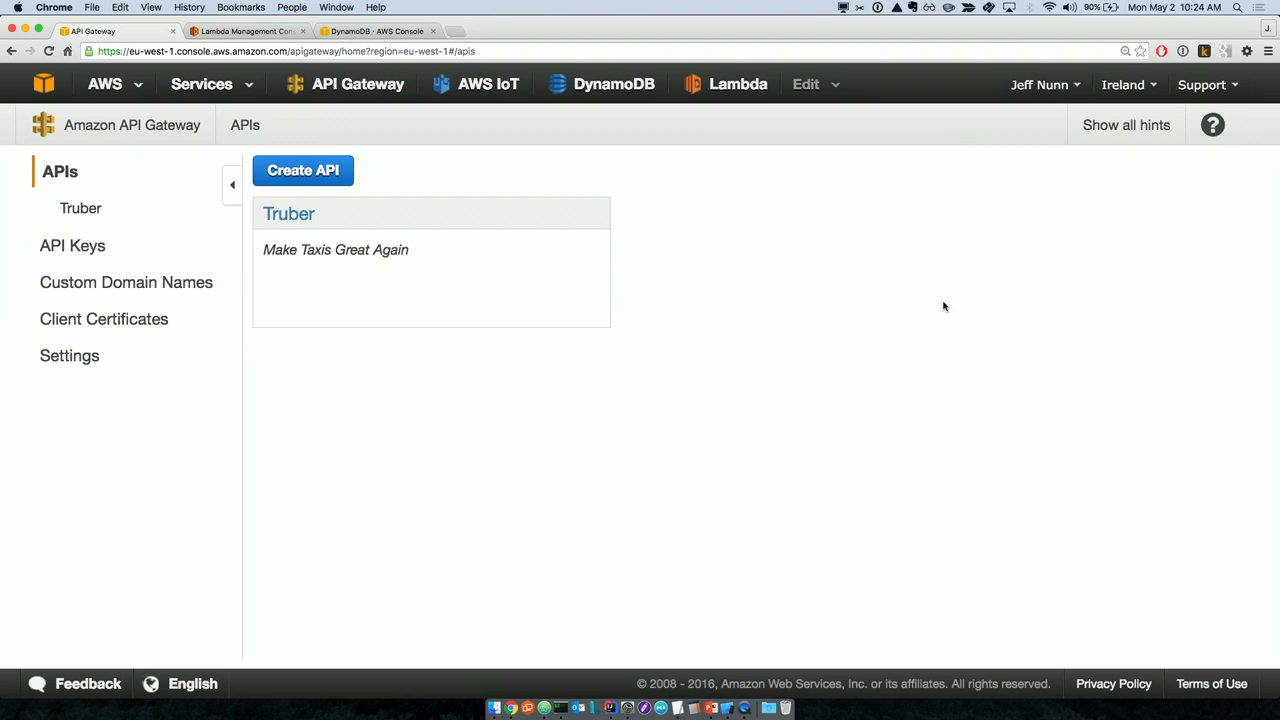 Chrome File Edit View History Bookmarks People Window Help 90% Mon May 2 10:24 AM
API Gateway Lambda Management Con DynamoDB · AWS Console J.
https://eu-west-1.console.aws.amazon.com/apigateway/home?region=eu-west-1#/apis
AWS Services API Gateway AWS IoT DynamoDB Lambda Edit Jeff Nunn Ireland Support
Amazon API Gateway APIs Show all hints ?
APIs
Create API
Truber
Truber
API Keys
Make Taxis Great Again
Custom Domain Names
Client Certificates
Settings
Feedback English © 2008 - 2016, Amazon Web Services, Inc. or its affiliates. All rights reserved. Privacy Policy Terms of Use